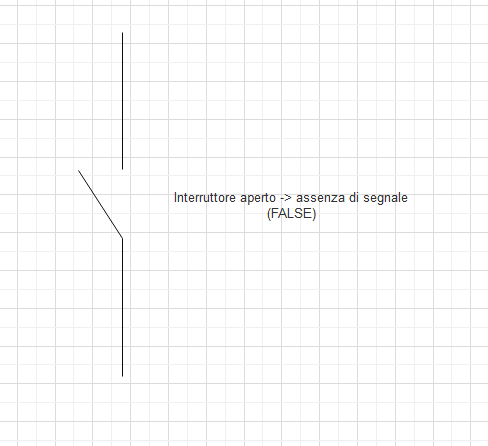 Interruttore aperto -> assenza di segnale
(FALSE)